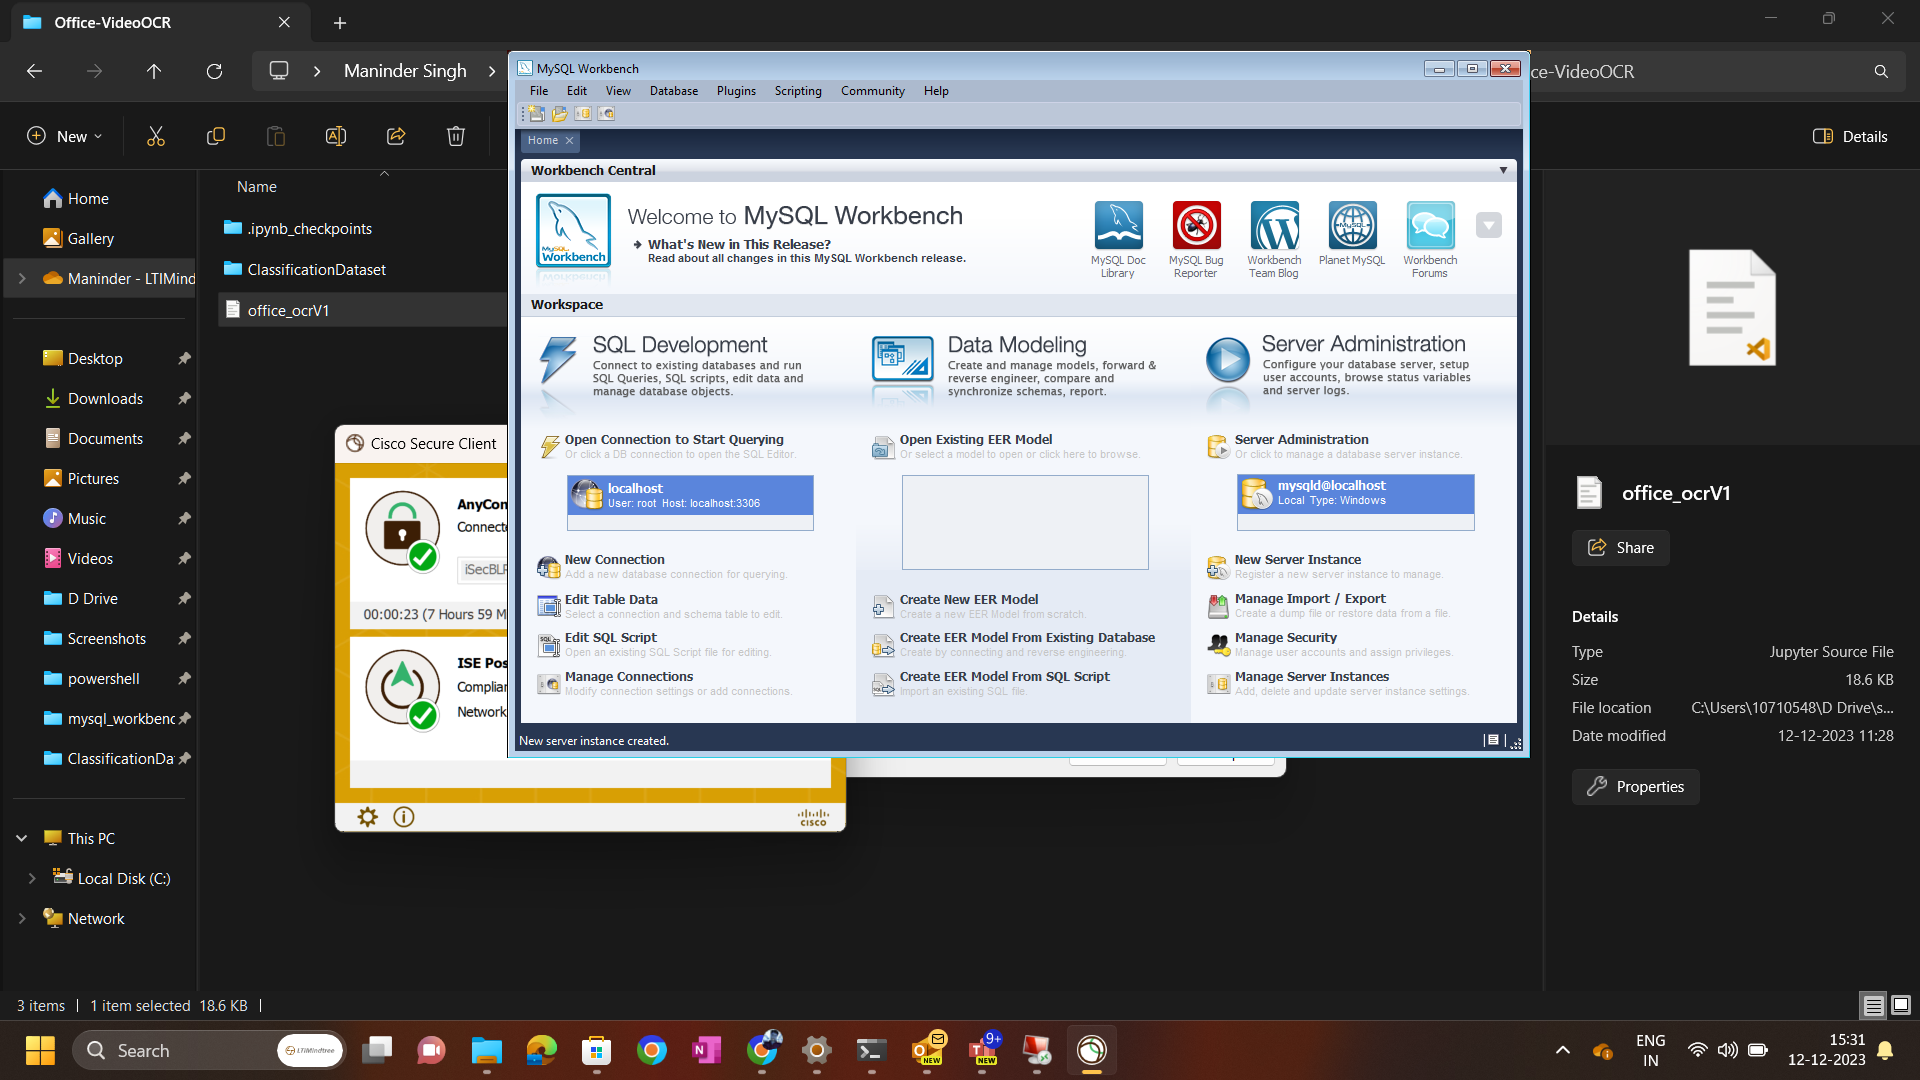 Office-VideoOCR
Maninder Singh
ce-VideoOCR
New
Details
Home
Gallery
Maninder - LTIMind
Desktop
Downloads
Documents
Pictures
Music
Videos
D Drive
Screenshots
powershell
mysql_workbenc
ClassificationDa
This PC
Local Disk (C:)
Network
Name
.ipynb_checkpoints
ClassificationDataset
office_ocrV1
Cisco Secure Client
AnyCon
Connecte
iSecBLR
00:00:23 (7 Hours 59 M
ISE Pos
Complian
Network
cisco
MySQL Workbench
File Edit View Database Plugins Scripting Community Help
Home
Workbench Central
MySQL
Workbench
Welcome to MySQL Workbench
What's New in This Release?
Read about all changes in this MySQL Workbench release.
MySQL Doc
Library
MySQL Bug
Reporter
Workbench
Team Blog
MySQL
Planet MySQL
Workbench
Forums
Workspace
SQL Development
Connect to existing databases and run
SQL Queries, SQL scripts, edit data and
manage database objects.
Open Connection to Start Querying
Or click a DB connection to open the SQL Editor.
localhost
User: root Host: localhost:3306
New Connection
Add a new database connection for querying.
Edit Table Data
Select a connection and schema table to edit.
Edit SQL Script
Open an existing SQL Script file for editing.
Manage Connections
Modify connection settings or add connections.
Data Modeling
Create and manage models, forward &
reverse engineer, compare and
synchronize schemas, report.
Open Existing EER Model
Or select a model to open or click here to browse.
Create New EER Model
Create a new EER Model from scratch.
Create EER Model From Existing Database
Create by connecting and reverse engineering.
Create EER Model From SQL Script
Import an existing SQL file.
Server Administration
Configure your database server, setup
user accounts, browse status variables
and server logs.
Server Administration
Or click to manage a database server instance.
mysqld@localhost
Local Type: Windows
New Server Instance
Register a new server instance to manage.
Manage Import / Export
Create a dump file or restore data from a file.
Manage Security
Manage user accounts and assign privileges.
Manage Server Instances
Add, delete and update server instance settings.
New server instance created.
office_ocrV1
Share
Details
Type Jupyter Source File
Size 18.6 KB
File location C:\Users\10710548\D Drive\s...
Date modified 12-12-2023 11:28
Properties
3 items 1 item selected 18.6 KB
Search
LTIMindtree
NEW
9+
NEW
ENG
IN
15:31
12-12-2023